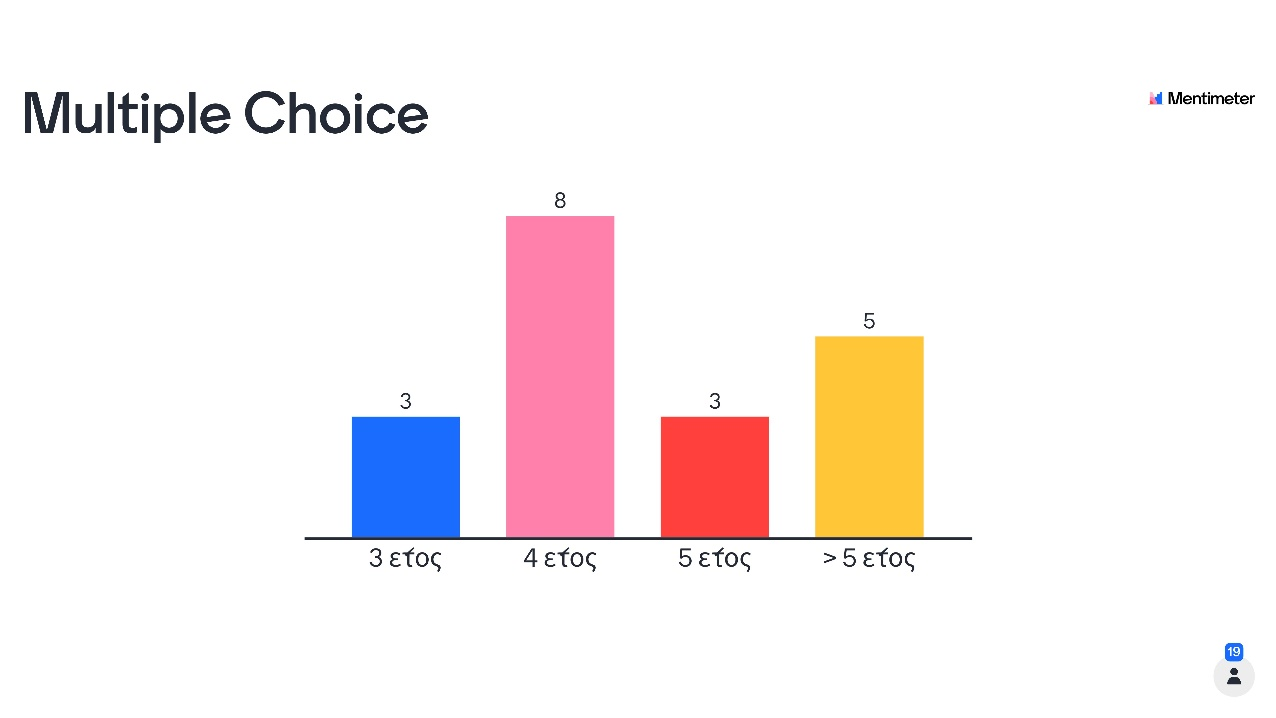 Multiple Choice
Mentimeter
8
5
3
3
3 ετος
4 ετος
5 ετος
> 5 ετος
19